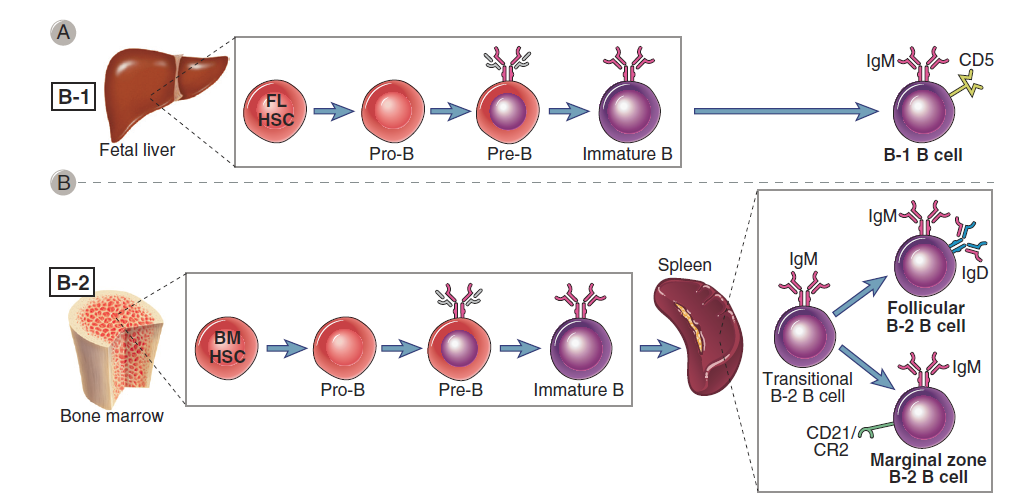 A
B-1
Fetal liver
FL
HSC
Pro-B
Pre-B
Immature B
IgM
CD5
B-1 B cell
B
B-2
Bone marrow
BM
HSC
Pro-B
Pre-B
Immature B
Spleen
IgM
Transitional
B-2 B cell
IgM
IgD
Follicular
B-2 B cell
IgM
CD21/
CR2
Marginal zone
B-2 B cell